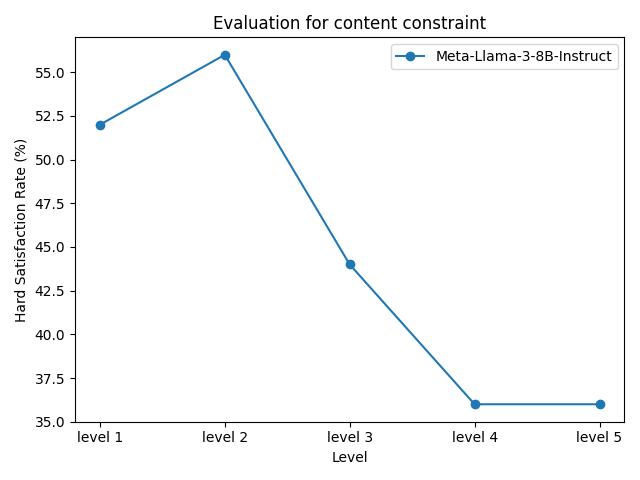 Evaluation for content constraint
Meta-Llama-3-8B-Instruct
Hard Satisfaction Rate (%)
55.0
52.5
50.0
47.5
45.0
42.5
40.0
37.5
35.0
level 1 level 2 level 3 level 4 level 5
Level